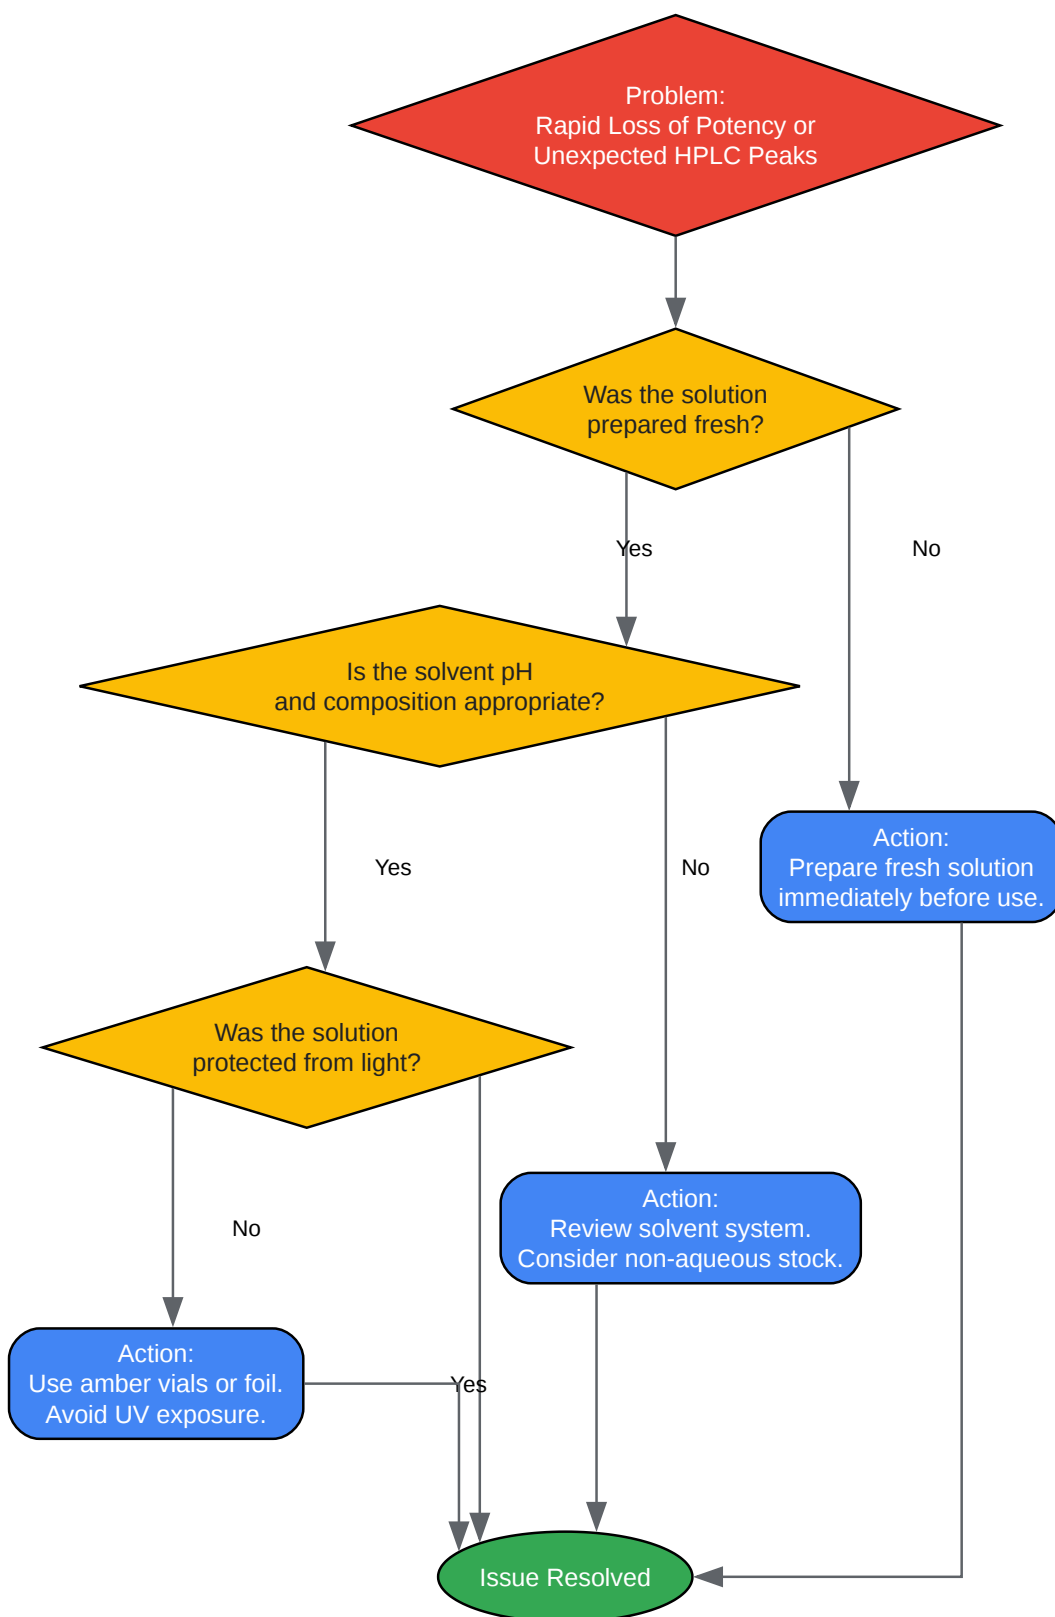 Problem:
Rapid Loss of Potency or
Unexpected HPLC Peaks
Was the solution
prepared fresh?
Yes
No
Is the solvent pH
and composition appropriate?
Action:
Prepare fresh solution
immediately before use.
Yes
No
Was the solution
protected from light?
Action:
Review solvent system.
Consider non-aqueous stock.
No
Action:
Use amber vials or foil.
Avoid UV exposure.
Yes
Issue Resolved